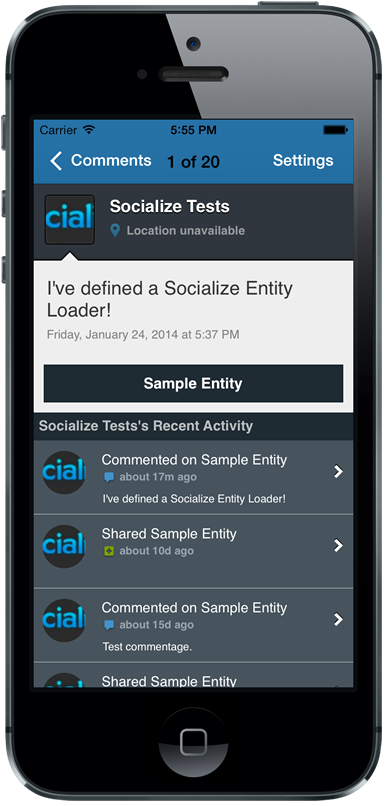 Carrier 5:55 PM
Comments 1 of 20 Settings
cial
Socialize Tests
Location unavailable
I've defined a Socialize Entity
Loader!
Friday, January 24, 2014 at 5:37 PM
Sample Entity
Socialize Tests's Recent Activity
cial
Commented on Sample Entity
about 17m ago
I've defined a Socialize Entity Loader!
cial
Shared Sample Entity
about 10d ago
cial
Commented on Sample Entity
about 15d ago
Test commentage.
cial
Shared Sample Entity